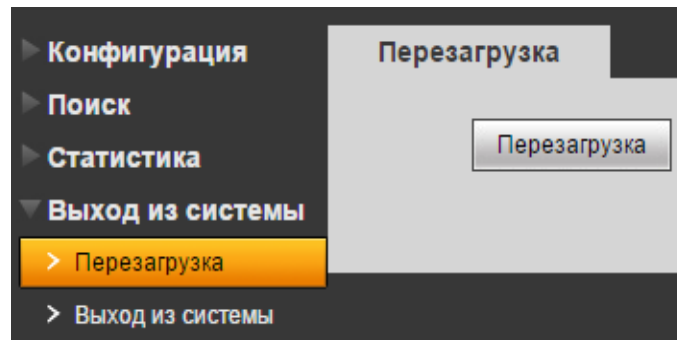 Конфигурация
Поиск
Статистика
Выход из системы
> Перезагрузка
> Выход из системы
Перезагрузка
Перезагрузка